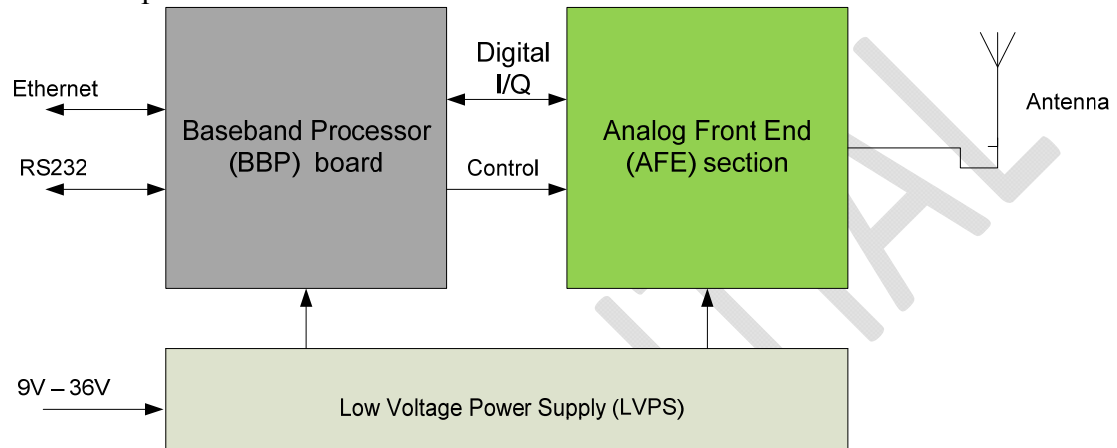 Ethernet
RS232
Baseband Processor
(BBP) board
Digital
I/Q
Control
Analog Front End
(AFE) section
Antenna
9V – 36V
Low Voltage Power Supply (LVPS)